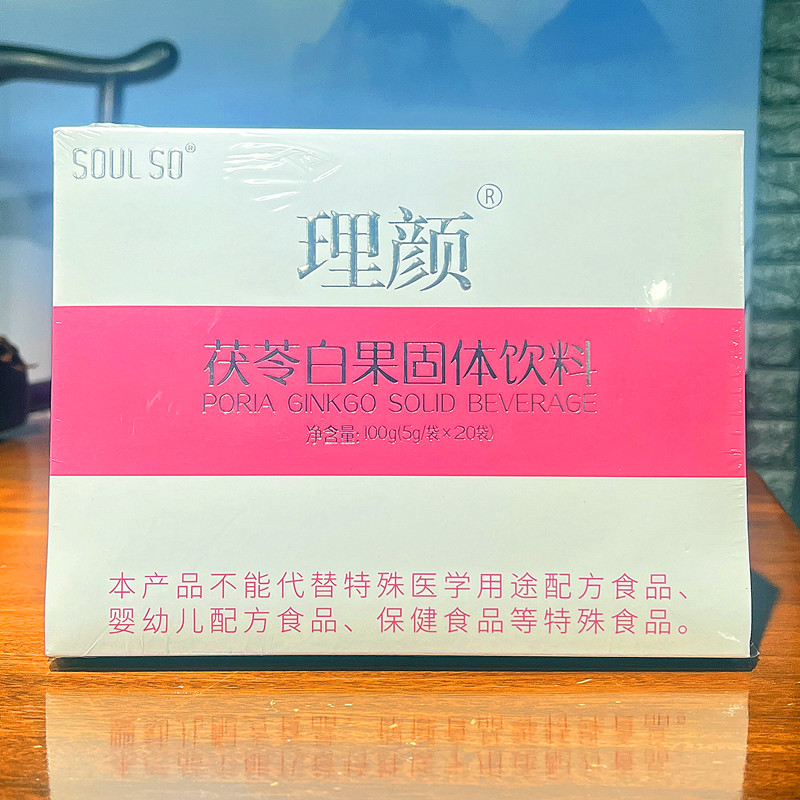 SOUL SO®
理颜®
茯苓白果固体饮料
PORIA GINKGO SOLID BEVERAGE
净含量:100g(5g/袋×20袋)
本产品不能代替特殊医学用途配方食品、
婴幼儿配方食品、保健食品等特殊食品。